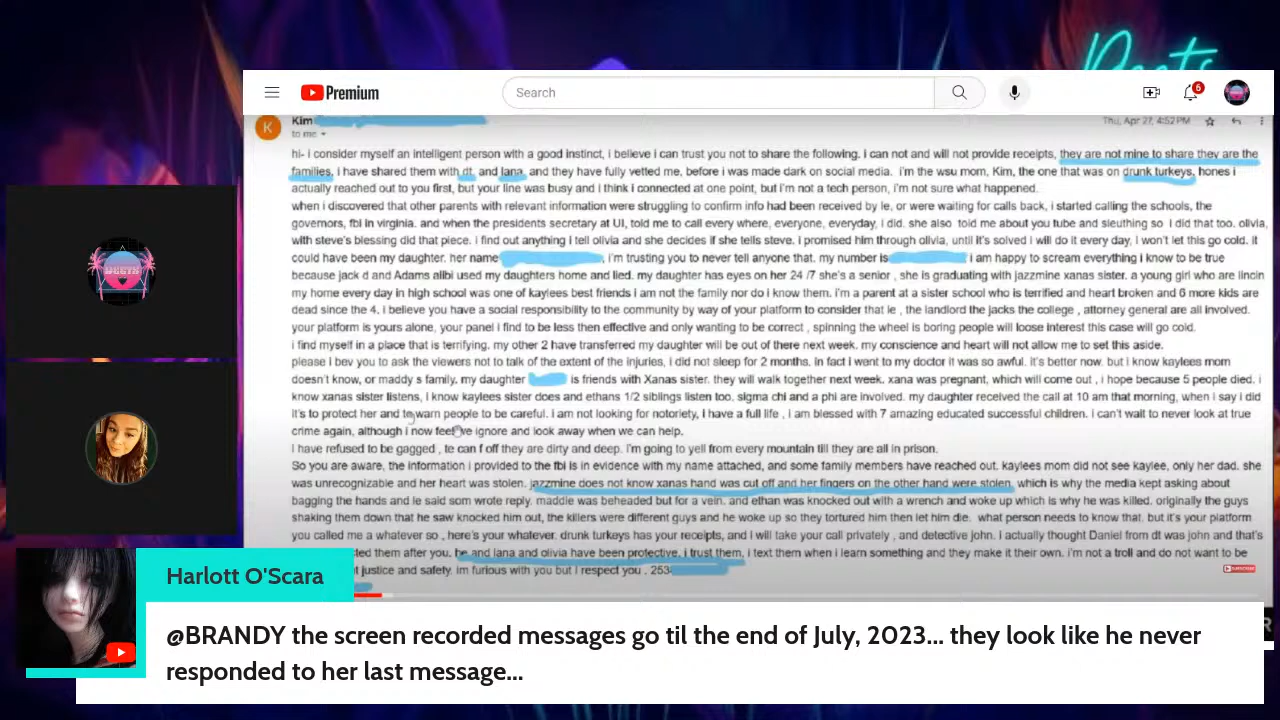 Beets
Premium
Search
6
K
Kim
Thu, Apr 27, 4:52 PM
to me
hi- i consider myself an intelligent person with a good instinct, i believe i can trust you not to share the following. i can not and will not provide receipts, they are not mine to share they are the
families, i have shared them with dt, and lana, and they have fully vetted me, before i was made dark on social media. i'm the wsu mom, Kim, the one that was on drunk turkeys, hones i
actually reached out to you first, but your line was busy and i think i connected at one point, but i'm not a tech person, i'm not sure what happened.
when i discovered that other parents with relevant information were struggling to confirm info had been received by le, or were waiting for calls back, i started calling the schools, the
governors, fbi in virginia. and when the presidents secretary at UI, told me to call every where, everyone, everyday, i did. she also told me about you tube and sleuthing so i did that too. olivia,
with steve's blessing did that piece. i find out anything i tell olivia and she decides if she tells steve. i promised him through olivia, until it's solved i will do it every day, i won't let this go cold. it
could have been my daughter. her name i'm trusting you to never tell anyone that. my number is i am happy to scream everything i know to be true
because jack d and Adams alibi used my daughters home and lied. my daughter has eyes on her 24 /7 she's a senior , she is graduating with jazzmine xanas sister. a young girl who are lincin
my home every day in high school was one of kaylees best friends i am not the family nor do i know them. i'm a parent at a sister school who is terrified and heart broken and 6 more kids are
dead since the 4. i believe you have a social responsibility to the community by way of your platform to consider that le , the landlord the jacks the college , attorney general are all involved.
your platform is yours alone, your panel i find to be less then effective and only wanting to be correct , spinning the wheel is boring people will loose interest this case will go cold.
i find myself in a place that is terrifying. my other 2 have transferred my daughter will be out of there next week. my conscience and heart will not allow me to set this aside.
please i bev you to ask the viewers not to talk of the extent of the injuries, i did not sleep for 2 months. in fact i went to my doctor it was so awful. it's better now. but i know kaylees mom
doesn't know, or maddy s family. my daughter is friends with Xanas sister. they will walk together next week. xana was pregnant, which will come out , i hope because 5 people died. i
know xanas sister listens, i know kaylees sister does and ethans 1/2 siblings listen too. sigma chi and a phi are involved. my daughter received the call at 10 am that morning, when i say i did
it's to protect her and to warn people to be careful. i am not looking for notoriety, i have a full life , i am blessed with 7 amazing educated successful children. i can't wait to never look at true
crime again, although i now feel we ignore and look away when we can help.
i have refused to be gagged , te can f off they are dirty and deep. i'm going to yell from every mountain till they are all in prison.
So you are aware, the information i provided to the fbi is in evidence with my name attached, and some family members have reached out. kaylees mom did not see kaylee, only her dad. she
was unrecognizable and her heart was stolen. jazzmine does not know xanas hand was cut off and her fingers on the other hand were stolen, which is why the media kept asking about
bagging the hands and le said som wrote reply. maddie was beheaded but for a vein. and ethan was knocked out with a wrench and woke up which is why he was killed. originally the guys
shaking them down that he saw knocked him out, the killers were different guys and he woke up so they tortured him then let him die. what person needs to know that. but it's your platform
you called me a whatever so , here's your whatever. drunk turkeys has your receipts, and i will take your call privately , and detective john. i actually thought Daniel from dt was john and that's
ded them after you, he and lana and olivia have been protective, i trust them, i text them when i learn something and they make it their own. i'm not a troll and do not want to be
t justice and safety. im furious with you but I respect you . 253
SUBSCRIBE
R
Harlott O'Scara
@BRANDY the screen recorded messages go til the end of July, 2023... they look like he never
responded to her last message...